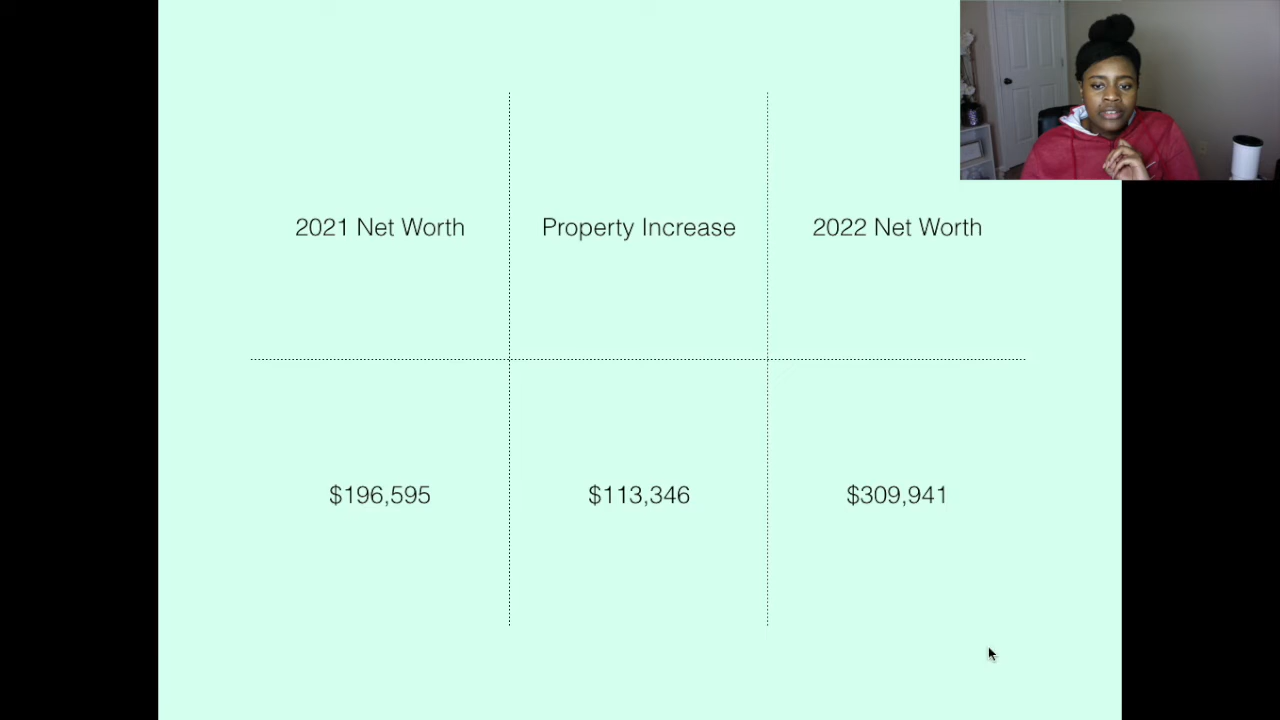 2021 Net Worth
Property Increase
2022 Net Worth
$196,595
$113,346
$309,941